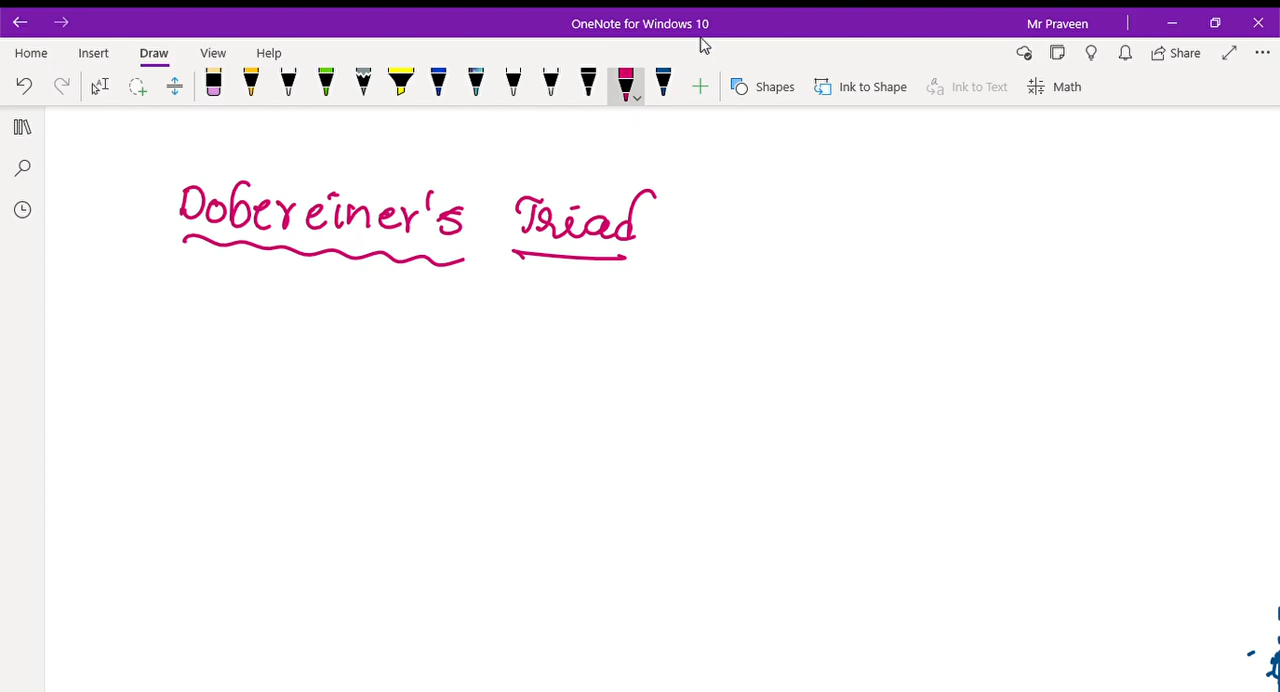 OneNote for Windows 10
Mr Praveen
Home Insert Draw View Help
Share
Shapes Ink to Shape Ink to Text Math
Dobereiner's Triad